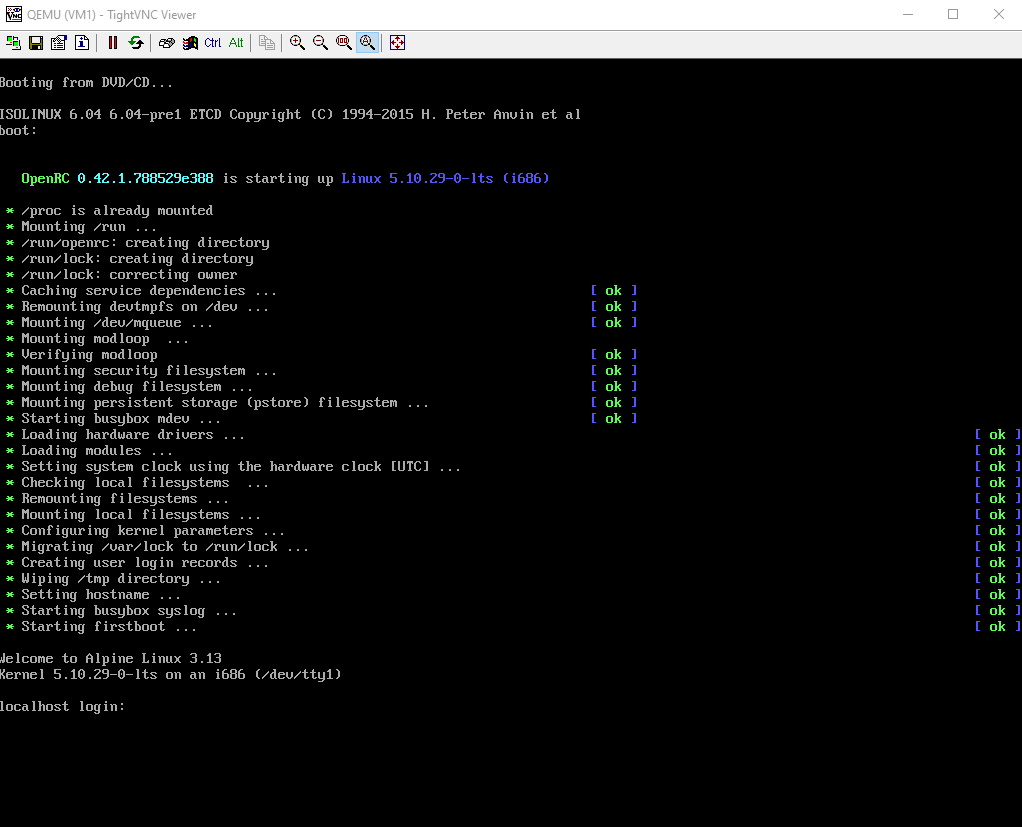 QEMU (VM1) - TightVNC Viewer
Ctrl Alt
Booting from DVD/CD...
ISOLINUX 6.04 6.04-pre1 ETCD Copyright (C) 1994-2015 H. Peter Anvin et al
boot:
OpenRC 0.42.1.788529e388 is starting up Linux 5.10.29-0-lts (i686)
* /proc is already mounted
* Mounting /run ...
* /run/openrc: creating directory
* /run/lock: creating directory
* /run/lock: correcting owner
* Caching service dependencies ... [ ok ]
* Remounting devtmpfs on /dev ... [ ok ]
* Mounting /dev/mqueue ... [ ok ]
* Mounting modloop  ...
* Verifying modloop [ ok ]
* Mounting security filesystem ... [ ok ]
* Mounting debug filesystem ... [ ok ]
* Mounting persistent storage (pstore) filesystem ... [ ok ]
* Starting busybox mdev ... [ ok ]
* Loading hardware drivers ... [ ok ]
* Loading modules ... [ ok ]
* Setting system clock using the hardware clock [UTC] ... [ ok ]
* Checking local filesystems  ... [ ok ]
* Remounting filesystems ... [ ok ]
* Mounting local filesystems ... [ ok ]
* Configuring kernel parameters ... [ ok ]
* Migrating /var/lock to /run/lock ... [ ok ]
* Creating user login records ... [ ok ]
* Wiping /tmp directory ... [ ok ]
* Setting hostname ... [ ok ]
* Starting busybox syslog ... [ ok ]
* Starting firstboot ... [ ok ]
Welcome to Alpine Linux 3.13
Kernel 5.10.29-0-lts on an i686 (/dev/tty1)
localhost login: